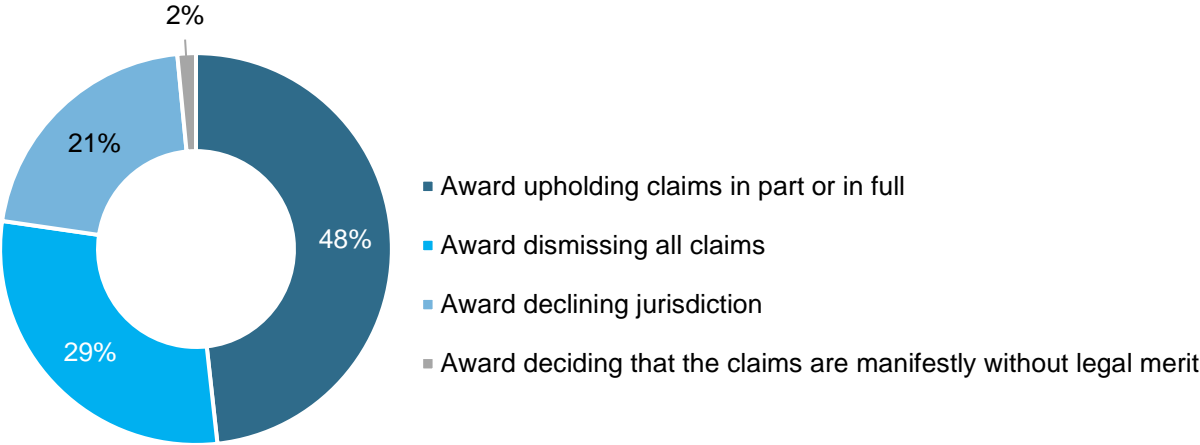 2%
21%
48%
29%
Award upholding claims in part or in full
Award dismissing all claims
Award declining jurisdiction
Award deciding that the claims are manifestly without legal merit